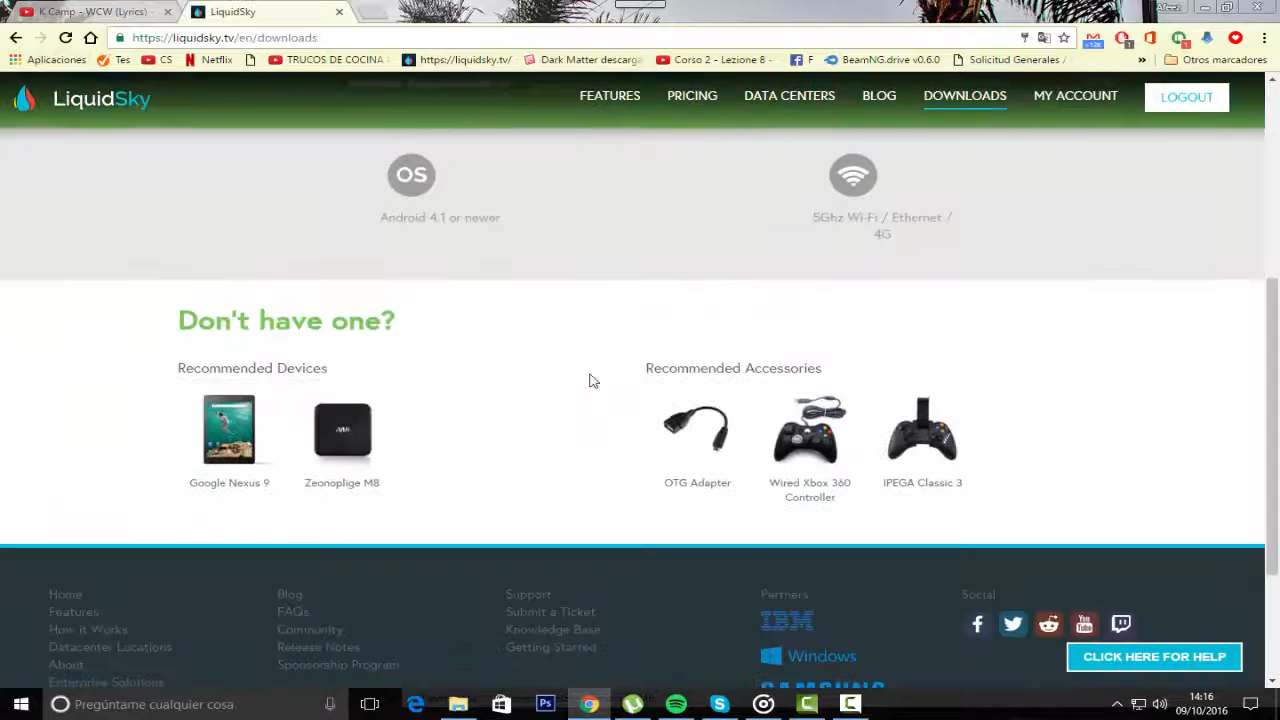 K Camp - WCW (Lyrics)
LiquidSky
https://liquidsky.tv/en/downloads
Aplicaciones
Tes
CS
Netflix
TRUCOS DE COCINA
https://liquidsky.tv/
Dark Matter descarga
Corso 2 - Lezione 8 -
F
BeamNG.drive v0.6.0
Solicitud Generales /
»
Otros marcadores
LiquidSky
FEATURES
PRICING
DATA CENTERS
BLOG
DOWNLOADS
MY ACCOUNT
LOGOUT
OS
Android 4.1 or newer
5Ghz Wi-Fi / Ethernet /
4G
Don't have one?
Recommended Devices
Recommended Accessories
Google Nexus 9
Zeonoplige M8
OTG Adapter
Wired Xbox 360
Controller
IPEGA Classic 3
Home
Features
How it Works
Datacenter Locations
About
Enterprise Solutions
Blog
FAQs
Community
Release Notes
Sponsorship Program
Support
Submit a Ticket
Knowledge Base
Getting Started
Partners
IBM
Windows
SAMSUNG
Social
You
Tube
CLICK HERE FOR HELP
Pregúntame cualquier cosa
Ps
14:16
09/10/2016